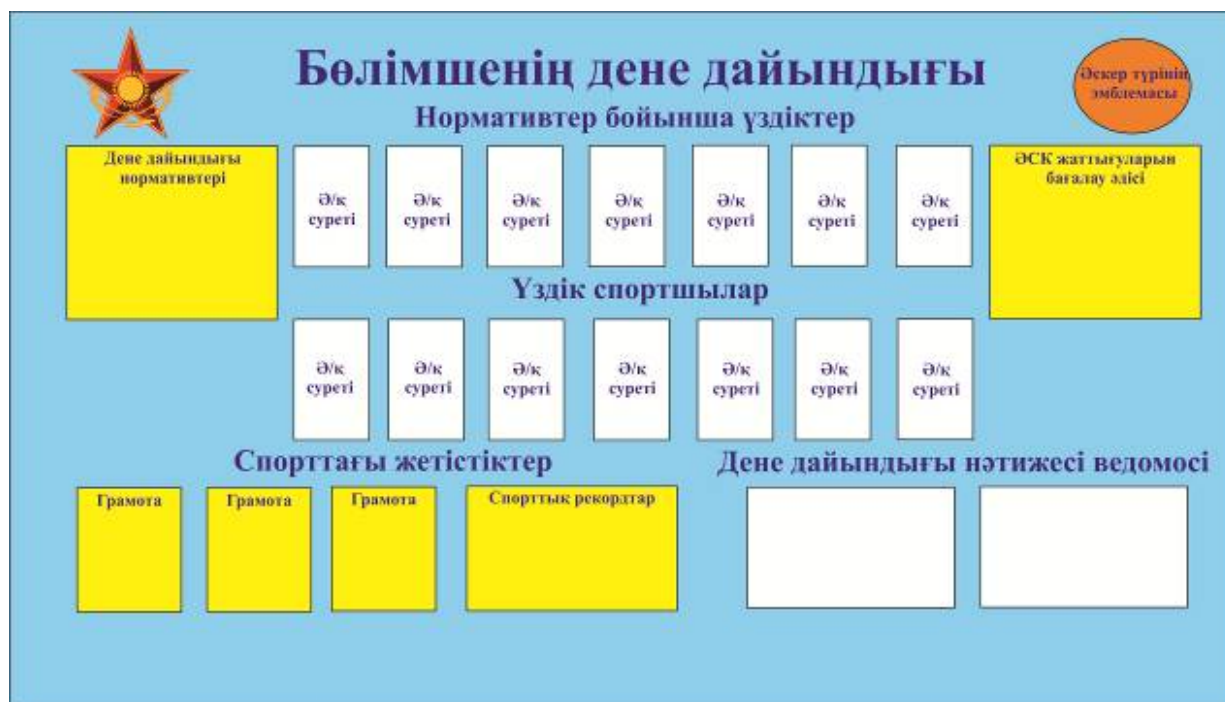 Бөлімшенің дене дайындығы
Әскер түрінің
эмблемасы
Нормативтер бойынша үздіктер
Дене дайындығы
нормативтері
Ә/қ
суреті
Ә/қ
суреті
Ә/қ
суреті
Ә/қ
суреті
Ә/қ
суреті
Ә/қ
суреті
Ә/қ
суреті
ӘСК жаттығуларын
бағалау әдісі
Үздік спортшылар
Ә/қ
суреті
Ә/қ
суреті
Ә/қ
суреті
Ә/қ
суреті
Ә/қ
суреті
Ә/қ
суреті
Ә/қ
суреті
Спорттағы жетістіктер
Дене дайындығы нәтижесі ведомосі
Грамота
Грамота
Грамота
Спорттық рекордтар